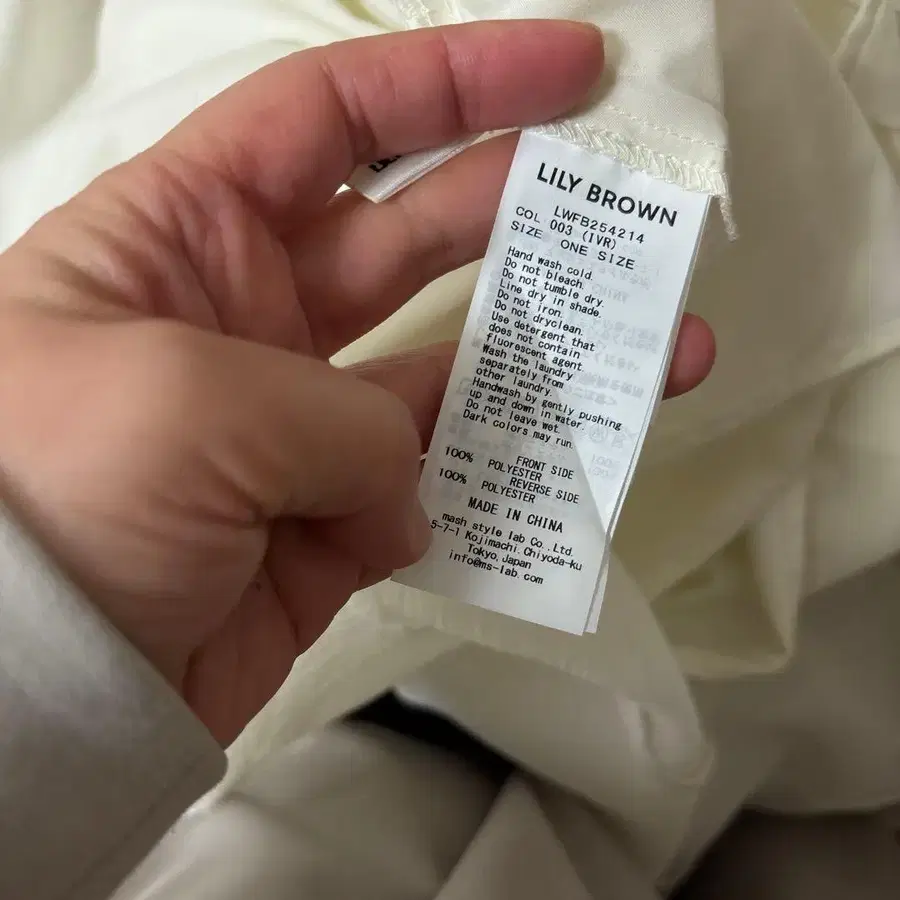 LILY BROWN
LWFB254214
COL 003 (IVR)
SIZE ONE SIZE
Hand wash cold.
Do not bleach.
Do not tumble dry.
Line dry in shade.
Do not iron.
Do not dryclean.
Use detergent that
does not contain
fluorescent agent.
Wash the laundry
separately from
other laundry.
Handwash by gently pushing
up and down in water.
Do not leave wet.
Dark colors may run.
FRONT SIDE
100% POLYESTER
REVERSE SIDE
100% POLYESTER
MADE IN CHINA
mash style lab Co.,Ltd.
5-7-1 Kojimachi.Chiyoda-ku
Tokyo,Japan
info@ms-lab.com